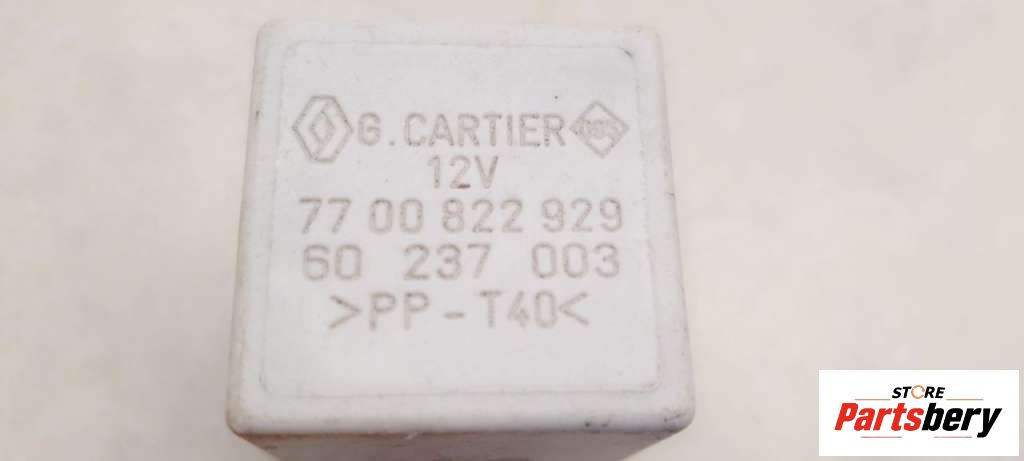 G. CARTIER
12V
77 00 822 929
60 237 003
>PP-T40<
STORE
Partsbery